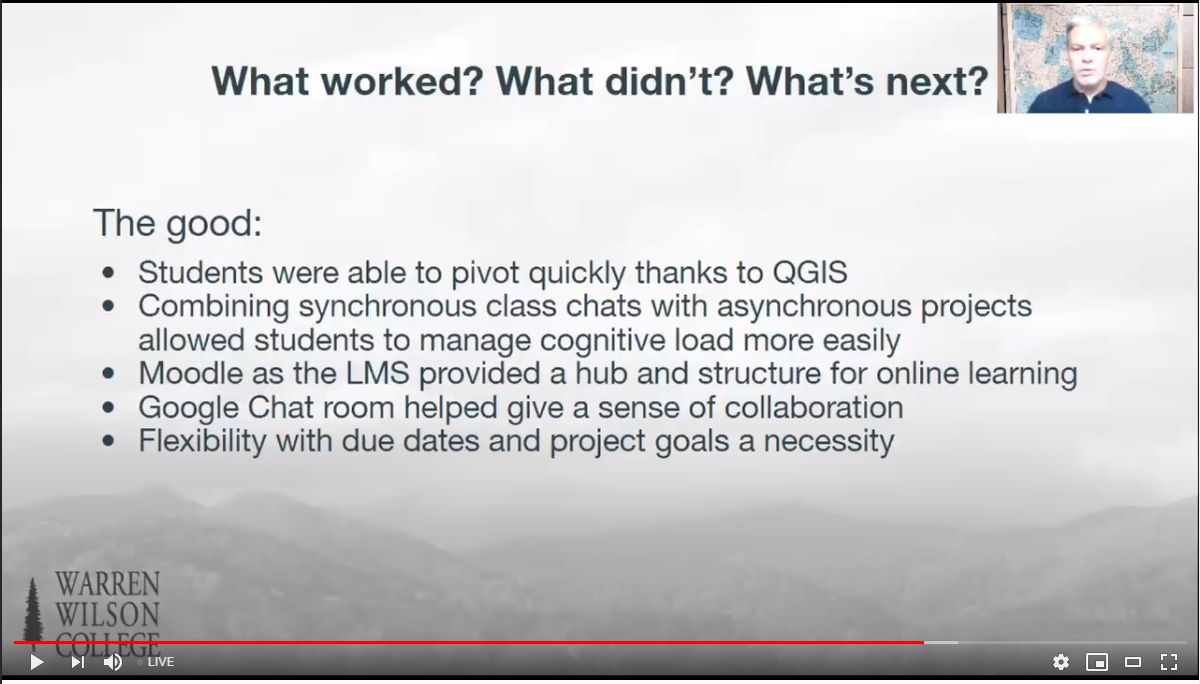 What worked? What didn't? What's next?
The good:
• Students were able to pivot quickly thanks to QGIS
• Combining synchronous class chats with asynchronous projects
allowed students to manage cognitive load more easily
• Moodle as the LMS provided a hub and structure for online learning
• Google Chat room helped give a sense of collaboration
• Flexibility with due dates and project goals a necessity
WARREN
WILSON
COLLEGE
LIVE